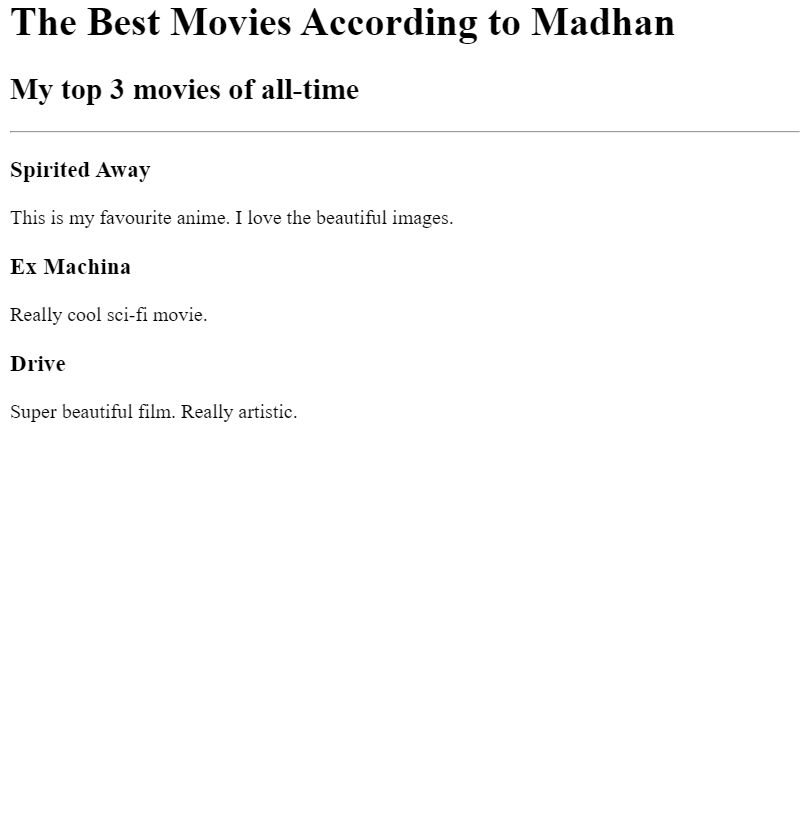 The Best Movies According to Madhan
My top 3 movies of all-time
Spirited Away
This is my favourite anime. I love the beautiful images.
Ex Machina
Really cool sci-fi movie.
Drive
Super beautiful film. Really artistic.